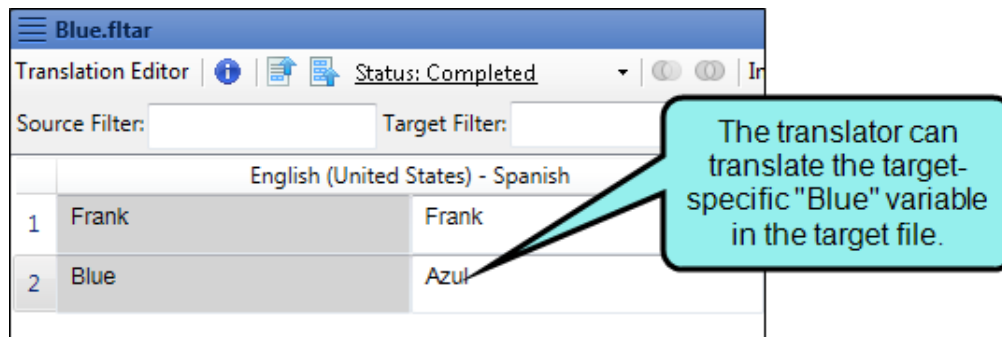 Blue.fltar
Translation Editor Status: Completed
Source Filter: Target Filter:
English (United States) - Spanish
1 Frank Frank
2 Blue Azul
The translator can
translate the target-
specific "Blue" variable
in the target file.